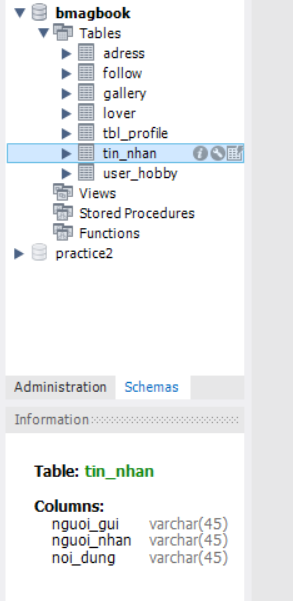 bmagbook
Tables
adress
follow
gallery
lover
tbl_profile
tin_nhan
user_hobby
Views
Stored Procedures
Functions
practice2
Administration Schemas
Information
Table: tin_nhan
Columns:
nguoi_gui varchar(45)
nguoi_nhan varchar(45)
noi_dung varchar(45)